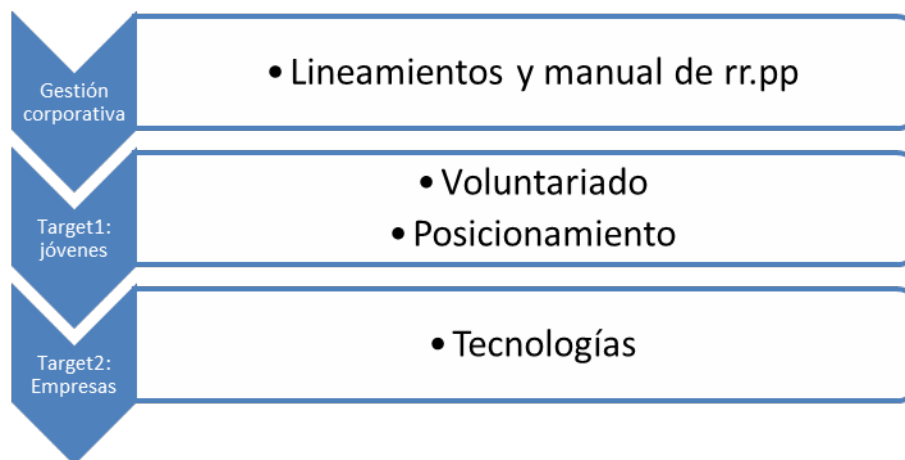 Gestión
corporativa
• Lineamientos y manual de rr.pp
Target1:
jóvenes
• Voluntariado
• Posicionamiento
Target2:
Empresas
• Tecnologías